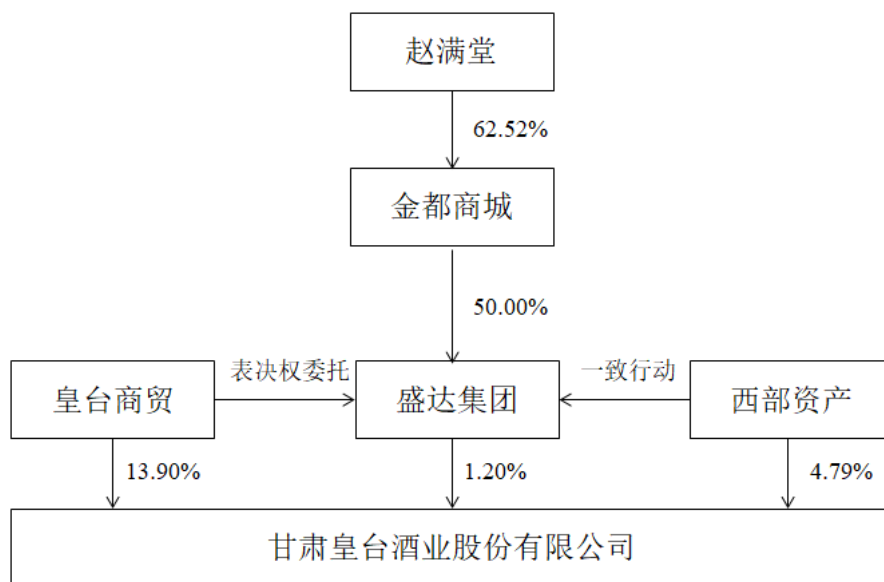 赵满堂
62.52%
金都商城
50.00%
表决权委托
一致行动
皇台商贸
盛达集团
西部资产
13.90%
1.20%
4.79%
甘肃皇台酒业股份有限公司